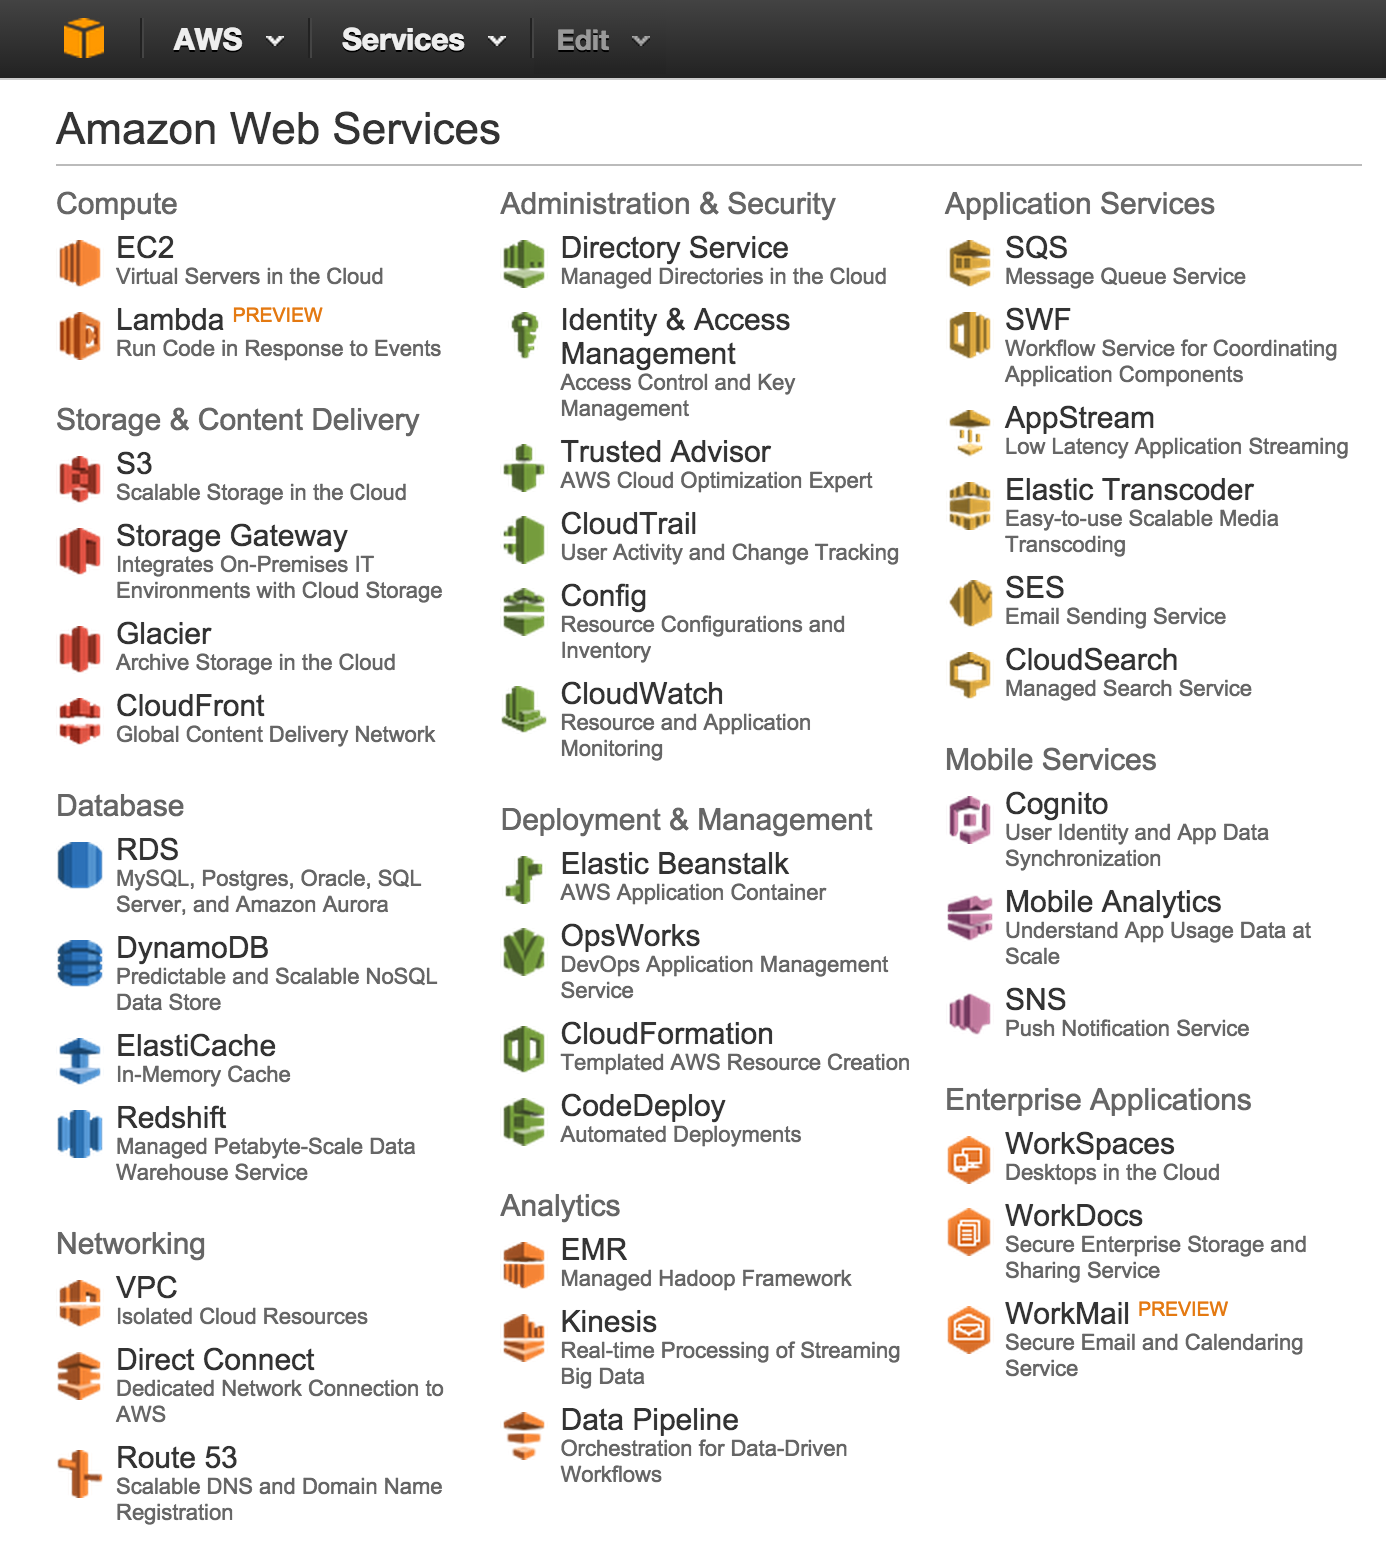 AWS
Services
Edit
Amazon Web Services
Compute
EC2
Virtual Servers in the Cloud
Lambda PREVIEW
Run Code in Response to Events
Storage & Content Delivery
S3
Scalable Storage in the Cloud
Storage Gateway
Integrates On-Premises IT
Environments with Cloud Storage
Glacier
Archive Storage in the Cloud
CloudFront
Global Content Delivery Network
Database
RDS
MySQL, Postgres, Oracle, SQL
Server, and Amazon Aurora
DynamoDB
Predictable and Scalable NoSQL
Data Store
ElastiCache
In-Memory Cache
Redshift
Managed Petabyte-Scale Data
Warehouse Service
Networking
VPC
Isolated Cloud Resources
Direct Connect
Dedicated Network Connection to
AWS
Route 53
Scalable DNS and Domain Name
Registration
Administration & Security
Directory Service
Managed Directories in the Cloud
Identity & Access
Management
Access Control and Key
Management
Trusted Advisor
AWS Cloud Optimization Expert
CloudTrail
User Activity and Change Tracking
Config
Resource Configurations and
Inventory
CloudWatch
Resource and Application
Monitoring
Deployment & Management
Elastic Beanstalk
AWS Application Container
OpsWorks
DevOps Application Management
Service
CloudFormation
Templated AWS Resource Creation
CodeDeploy
Automated Deployments
Analytics
EMR
Managed Hadoop Framework
Kinesis
Real-time Processing of Streaming
Big Data
Data Pipeline
Orchestration for Data-Driven
Workflows
Application Services
SQS
Message Queue Service
SWF
Workflow Service for Coordinating
Application Components
AppStream
Low Latency Application Streaming
Elastic Transcoder
Easy-to-use Scalable Media
Transcoding
SES
Email Sending Service
CloudSearch
Managed Search Service
Mobile Services
Cognito
User Identity and App Data
Synchronization
Mobile Analytics
Understand App Usage Data at
Scale
SNS
Push Notification Service
Enterprise Applications
WorkSpaces
Desktops in the Cloud
WorkDocs
Secure Enterprise Storage and
Sharing Service
WorkMail PREVIEW
Secure Email and Calendaring
Service